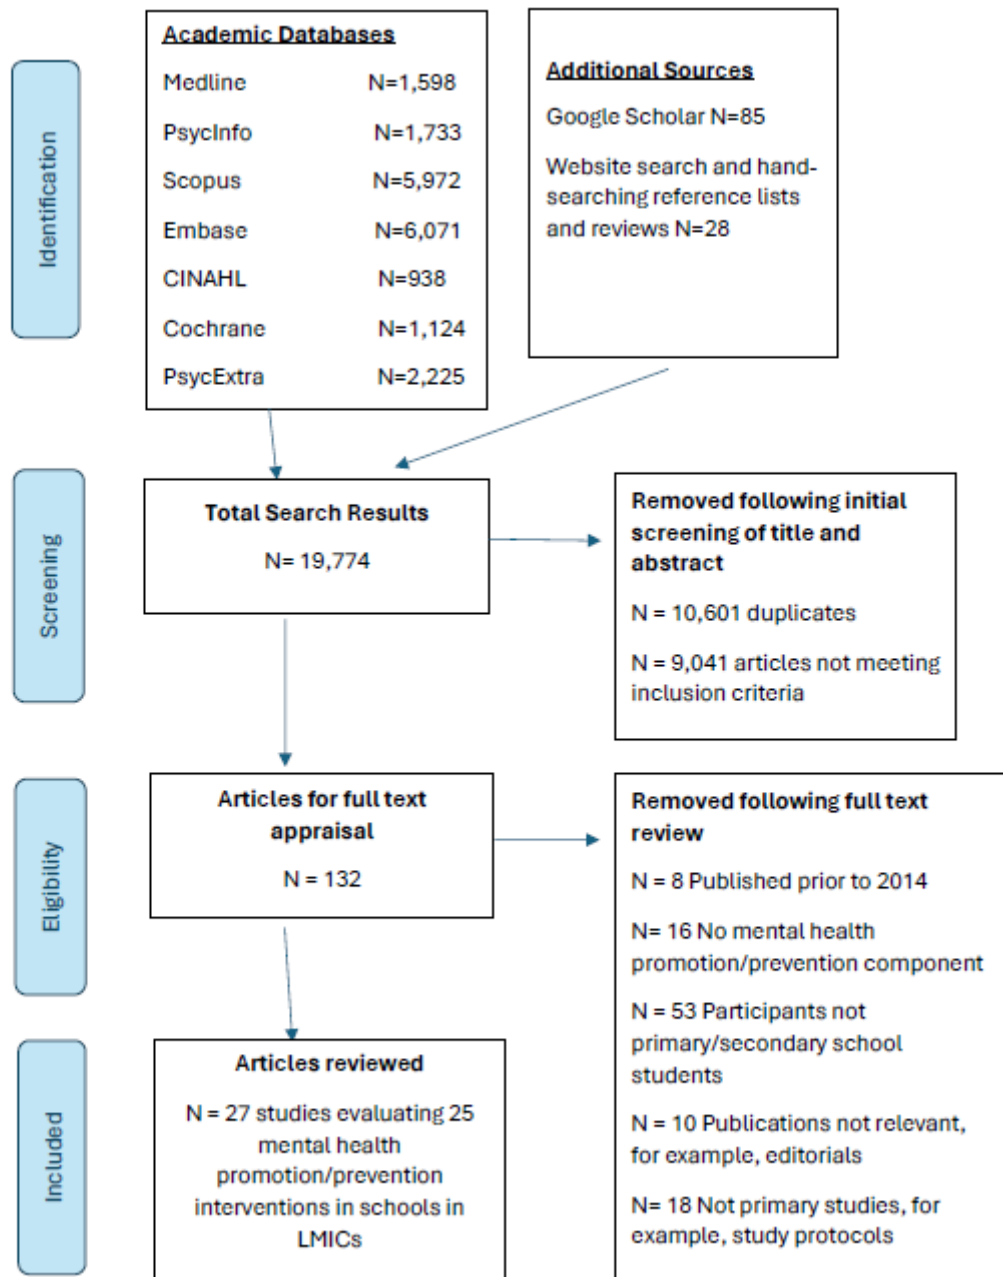 Identification
Academic Databases
Medline N=1,598
PsycInfo N=1,733
Scopus N=5,972
Embase N=6,071
CINAHL N=938
Cochrane N=1,124
PsycExtra N=2,225
Additional Sources
Google Scholar N=85
Website search and hand-
searching reference lists
and reviews N=28
Screening
Total Search Results
N= 19,774
Removed following initial
screening of title and
abstract
N = 10,601 duplicates
N = 9,041 articles not meeting
inclusion criteria
Eligibility
Articles for full text
appraisal
N = 132
Removed following full text
review
N = 8 Published prior to 2014
N= 16 No mental health
promotion/prevention component
N = 53 Participants not
primary/secondary school
students
N = 10 Publications not relevant,
for example, editorials
N= 18 Not primary studies, for
example, study protocols
Included
Articles reviewed
N = 27 studies evaluating 25
mental health
promotion/prevention
interventions in schools in
LMICs